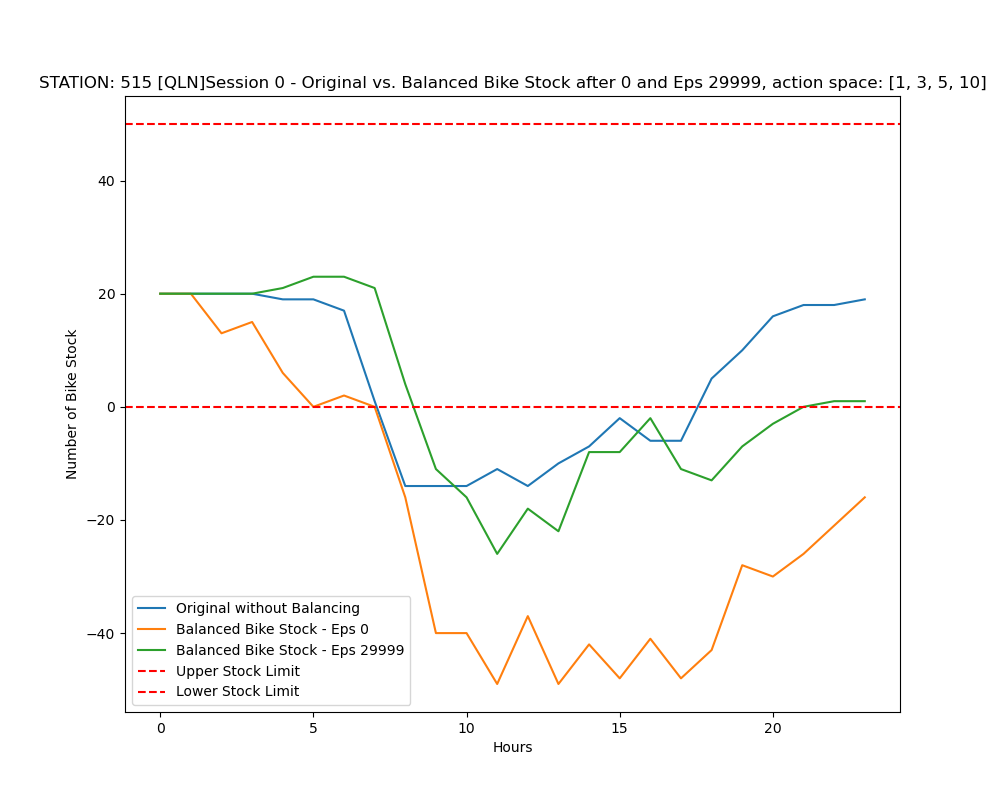 STATION: 515 [QLN]Session 0 - Original vs. Balanced Bike Stock after 0 and Eps 29999, action space: [1, 3, 5, 10]
Number of Bike Stock
40
20
0
−20
−40
Original without Balancing
Balanced Bike Stock - Eps 0
Balanced Bike Stock - Eps 29999
Upper Stock Limit
Lower Stock Limit
0 5 10 15 20
Hours